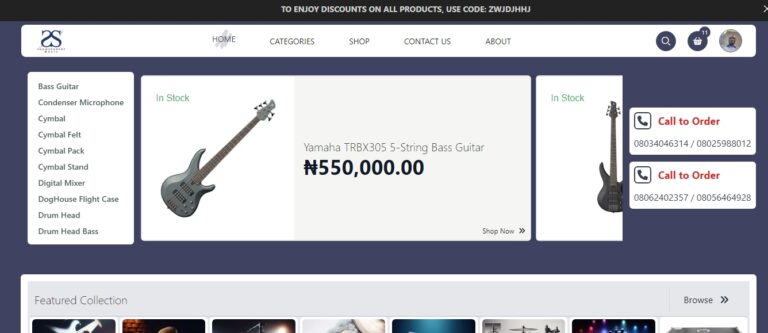 TO ENJOY DISCOUNTS ON ALL PRODUCTS, USE CODE: ZWJDJHHJ
HOME
CATEGORIES
SHOP
CONTACT US
ABOUT
11
Bass Guitar
Condenser Microphone
Cymbal
Cymbal Felt
Cymbal Pack
Cymbal Stand
Digital Mixer
DogHouse Flight Case
Drum Head
Drum Head Bass
In Stock
Yamaha TRBX305 5-String Bass Guitar
₦550,000.00
Shop Now
In Stock
Call to Order
08034046314 / 08025988012
Call to Order
08062402357 / 08056464928
Featured Collection
Browse